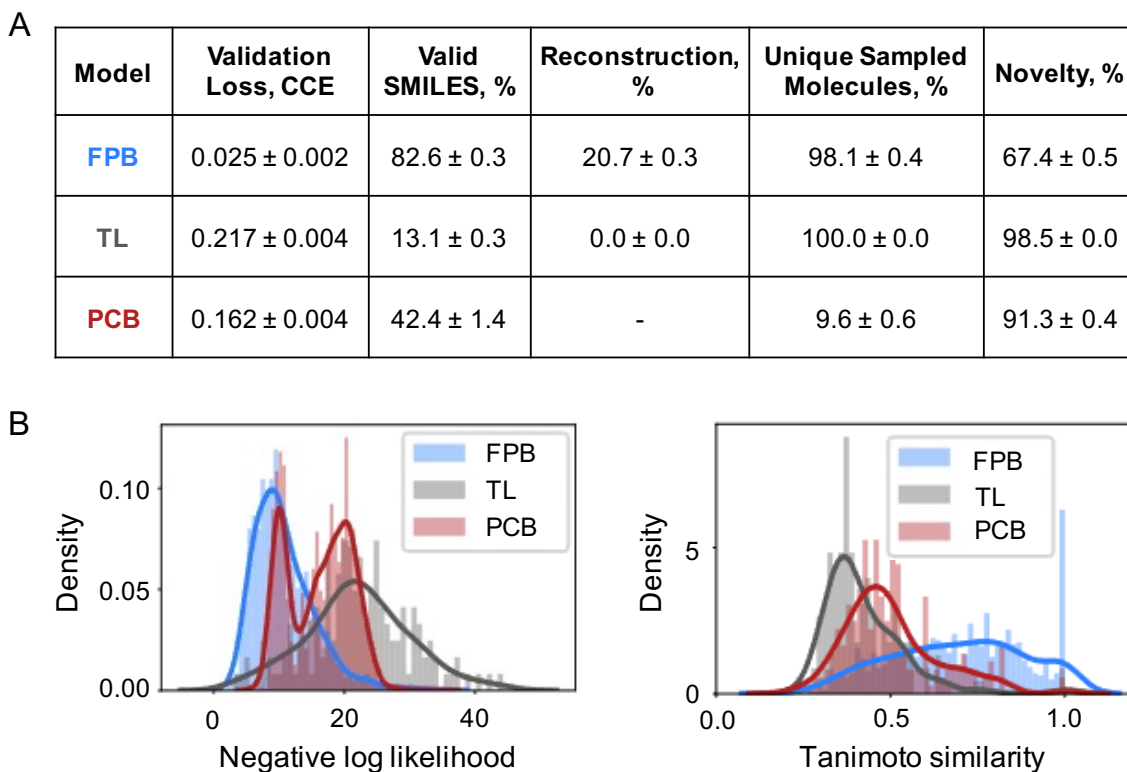 A
Model
Validation Loss, CCE
Valid SMILES, %
Reconstruction, %
Unique Sampled Molecules, %
Novelty, %
FPB 0.025 ± 0.002 82.6 ± 0.3 20.7 ± 0.3 98.1 ± 0.4 67.4 ± 0.5
TL 0.217 ± 0.004 13.1 ± 0.3 0.0 ± 0.0 100.0 ± 0.0 98.5 ± 0.0
PCB 0.162 ± 0.004 42.4 ± 1.4 - 9.6 ± 0.6 91.3 ± 0.4
B
Density
0.10
0.05
0.00
0 20 40
Negative log likelihood
FPB
TL
PCB
Density
5
0
0.0 0.5 1.0
Tanimoto similarity
FPB
TL
PCB